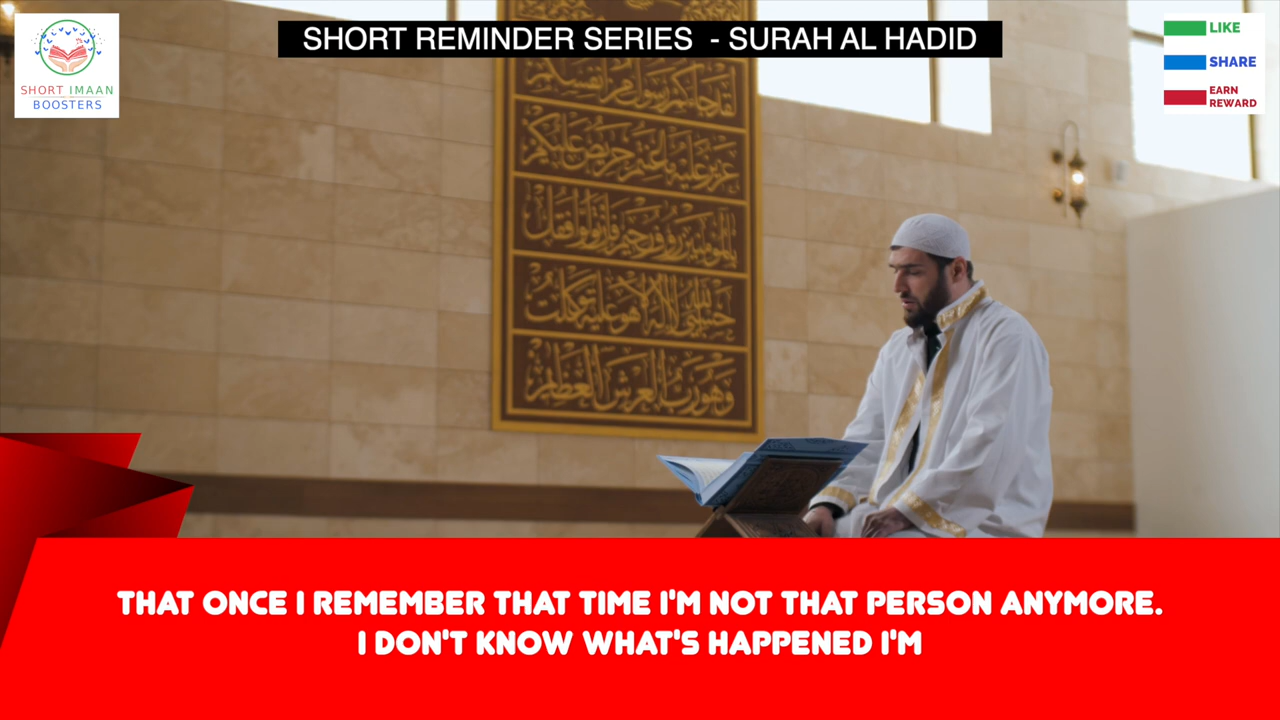 SHORT REMINDER SERIES - SURAH AL HADID
SHORT IMAAN
BOOSTERS
LIKE
SHARE
EARN
REWARD
لقد جاءكم رسول من أنفسكم
عزيز عليه ما عنتم حريص عليكم
بالمؤمنين رؤوف رحيم فإن تولوا فقل
حسبي الله لا إله إلا هو عليه توكلت
وهو رب العرش العظيم
THAT ONCE I REMEMBER THAT TIME I'M NOT THAT PERSON ANYMORE.
I DON'T KNOW WHAT'S HAPPENED I'M